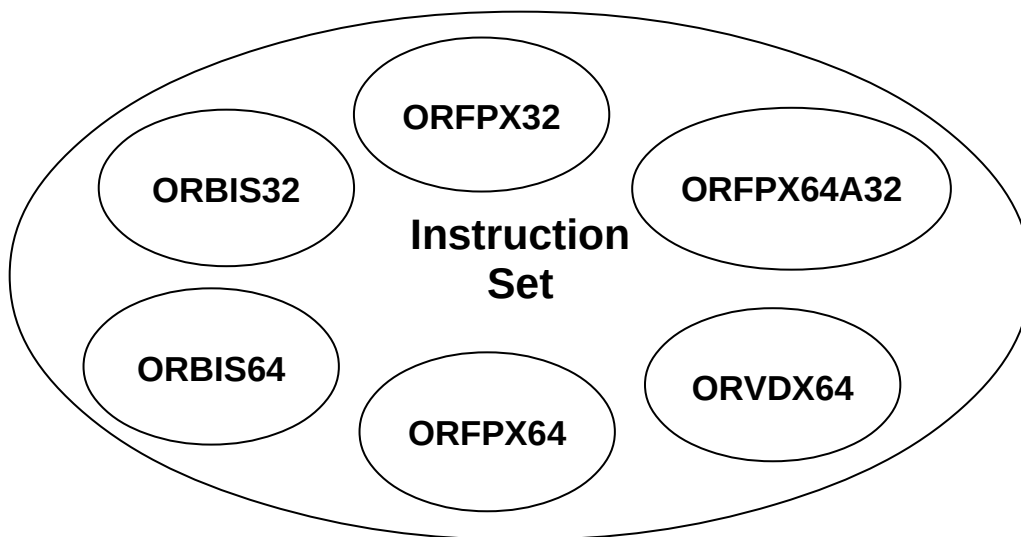 ORFPX32
ORBIS32
ORFPX64A32
Instruction
Set
ORBIS64
ORVDX64
ORFPX64